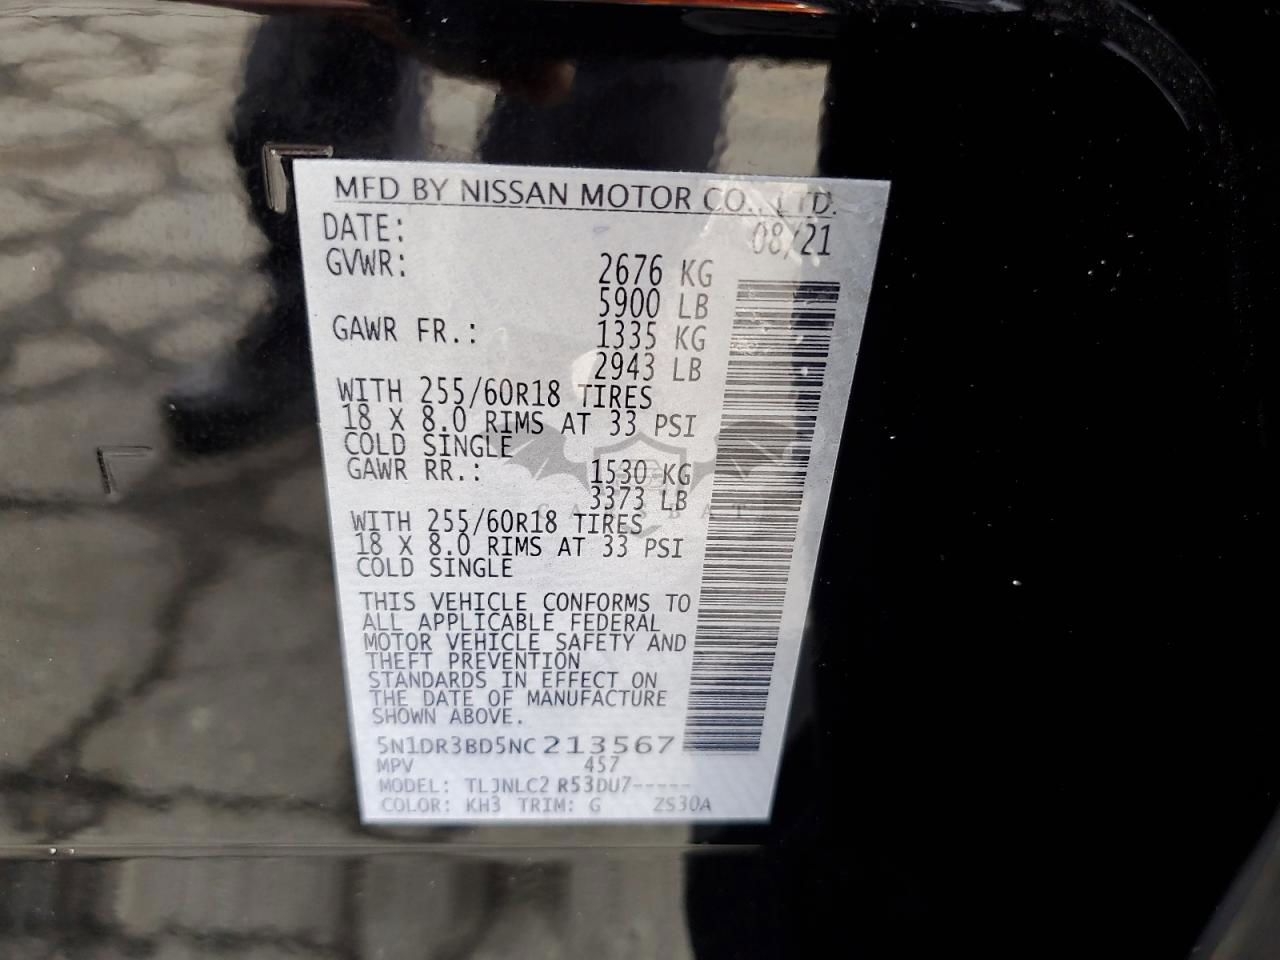 MFD BY NISSAN MOTOR CO., LTD.
DATE: 08/21
GVWR: 2676 KG
5900 LB
GAWR FR.: 1335 KG
2943 LB
WITH 255/60R18 TIRES
18 X 8.0 RIMS AT 33 PSI
COLD SINGLE
GAWR RR.: 1530 KG
3373 LB
WITH 255/60R18 TIRES
18 X 8.0 RIMS AT 33 PSI
COLD SINGLE
THIS VEHICLE CONFORMS TO
ALL APPLICABLE FEDERAL
MOTOR VEHICLE SAFETY AND
THEFT PREVENTION
STANDARDS IN EFFECT ON
THE DATE OF MANUFACTURE
SHOWN ABOVE.
5N1DR3BD5NC213567
MPV 457
MODEL: TLJNLC2 R53DU7-----
COLOR: KH3 TRIM: G ZS30A
CARSBAT